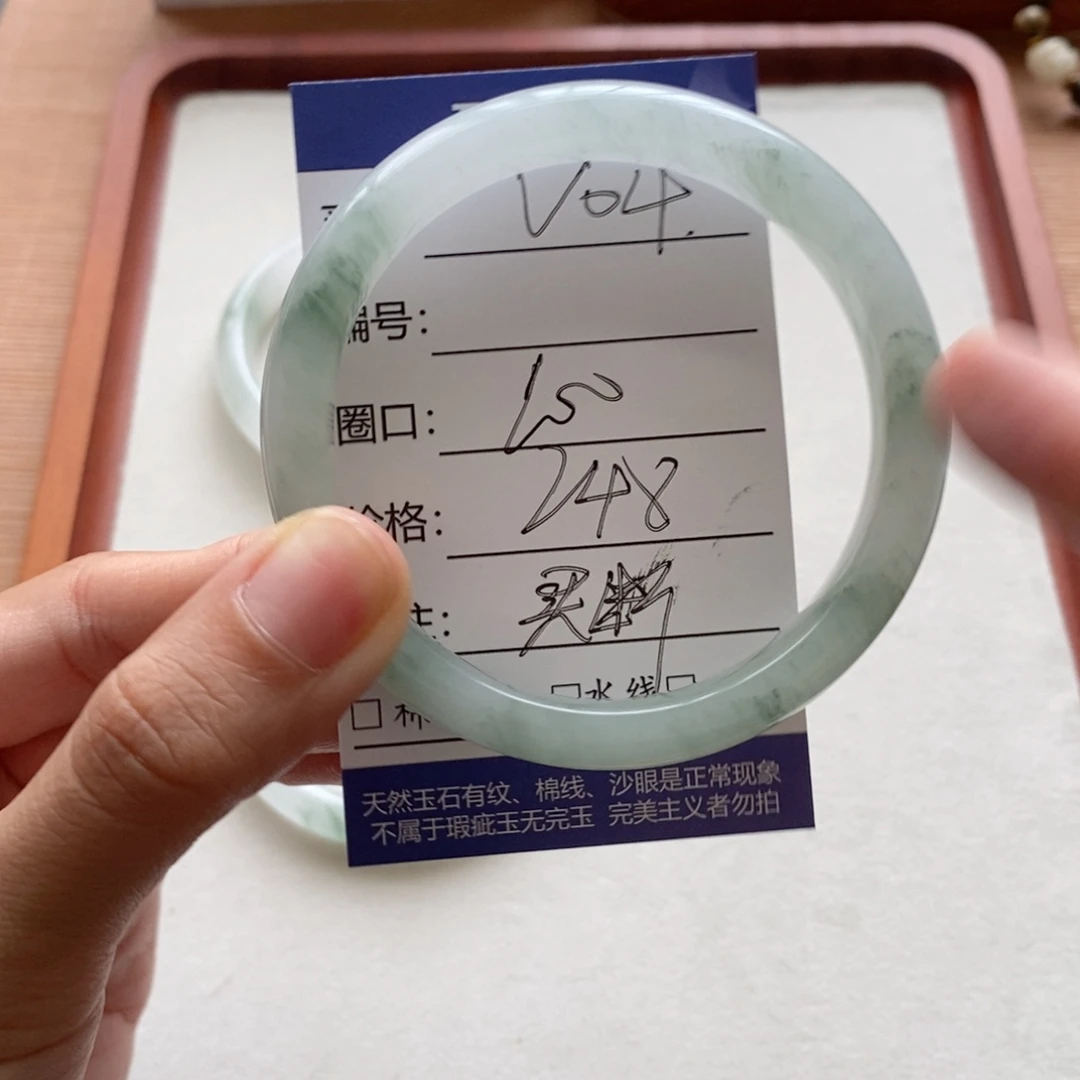 V04.
编号：
圈口：
价格：248
买断
水线
天然玉石有纹、棉线、沙眼是正常现象
不属于瑕疵玉无完玉 完美主义者勿拍